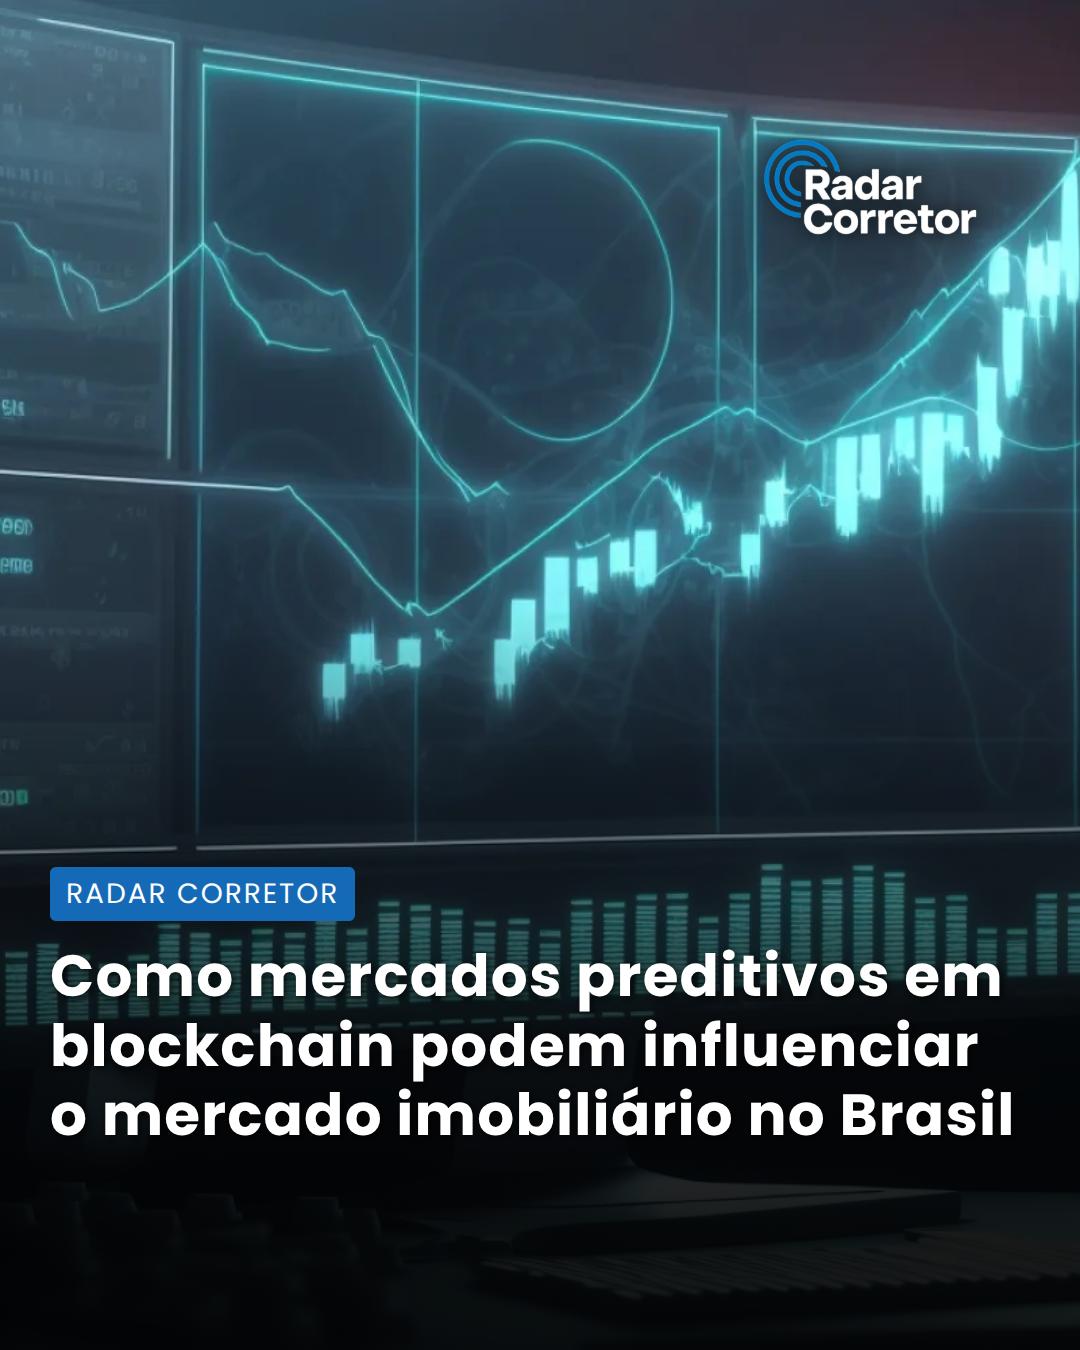 Radar
Corretor
RADAR CORRETOR
Como mercados preditivos em
blockchain podem influenciar
o mercado imobiliário no Brasil